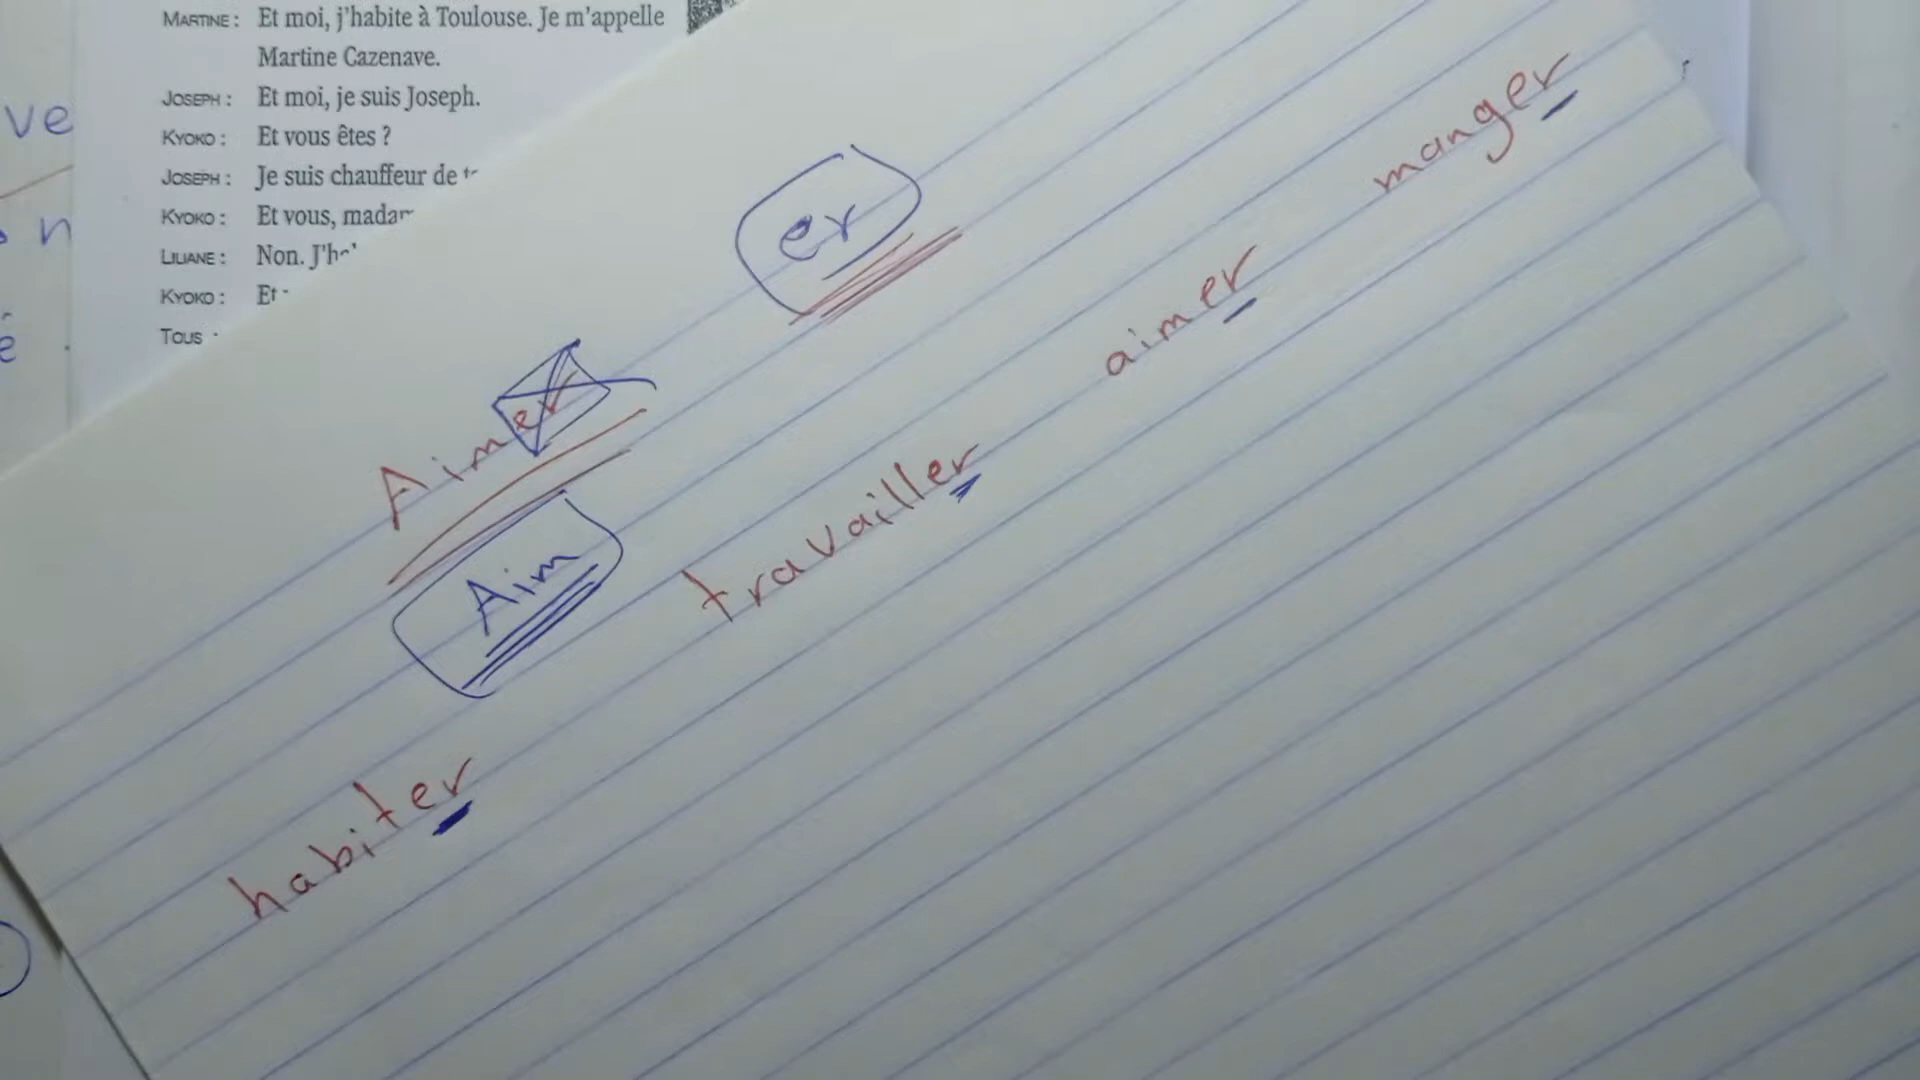 MARTINE : Et moi, j'habite à Toulouse. Je m'appelle
Martine Cazenave.
JOSEPH : Et moi, je suis Joseph.
KYOKO : Et vous êtes ?
JOSEPH : Je suis chauffeur de
KYOKO : Et vous,
LILIANE : Non.
KYOKO : Et
TOUS
ve
n
er
Aimer
Aim
manger
aimer
travailler
habiter